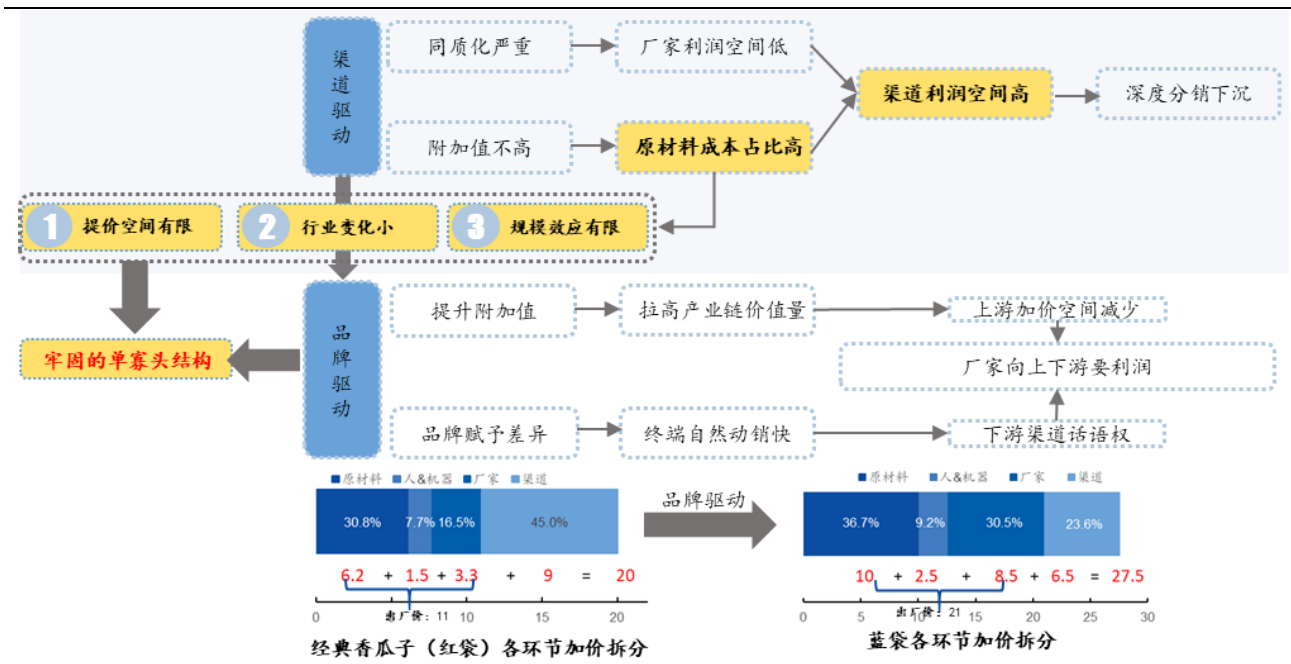 渠道驱动
同质化严重
厂家利润空间低
渠道利润空间高
深度分销下沉
附加值不高
原材料成本占比高
1 提价空间有限
2 行业变化小
3 规模效应有限
品牌驱动
提升附加值
拉高产业链价值量
上游加价空间减少
牢固的单寡头结构
厂家向上下游要利润
品牌赋予差异
终端自然动销快
下游渠道话语权
原材料 人&机器 厂家 渠道
30.8% 7.7% 16.5% 45.0%
6.2 + 1.5 + 3.3 + 9 = 20
出厂价：11
0 10 15 20
经典香瓜子（红袋）各环节加价拆分
品牌驱动
原材料 人&机器 厂家 渠道
36.7% 9.2% 30.5% 23.6%
10 + 2.5 + 8.5 + 6.5 = 27.5
出厂价：21
0 5 10 15 20 25 30
蓝袋各环节加价拆分